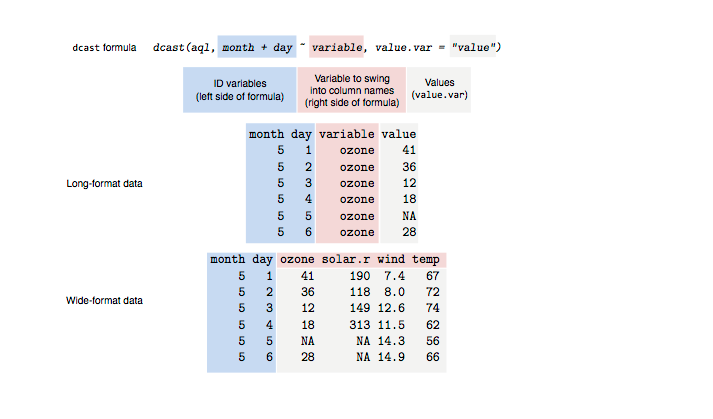 dcast formula dcast(aql, month + day ~ variable, value.var = "value")
ID variables
(left side of formula)
Variable to swing
into column names
(right side of formula)
Values
(value.var)
Long-format data
month day variable value
5 1 ozone 41
5 2 ozone 36
5 3 ozone 12
5 4 ozone 18
5 5 ozone NA
5 6 ozone 28
Wide-format data
month day ozone solar.r wind temp
5 1 41 190 7.4 67
5 2 36 118 8.0 72
5 3 12 149 12.6 74
5 4 18 313 11.5 62
5 5 NA NA 14.3 56
5 6 28 NA 14.9 66